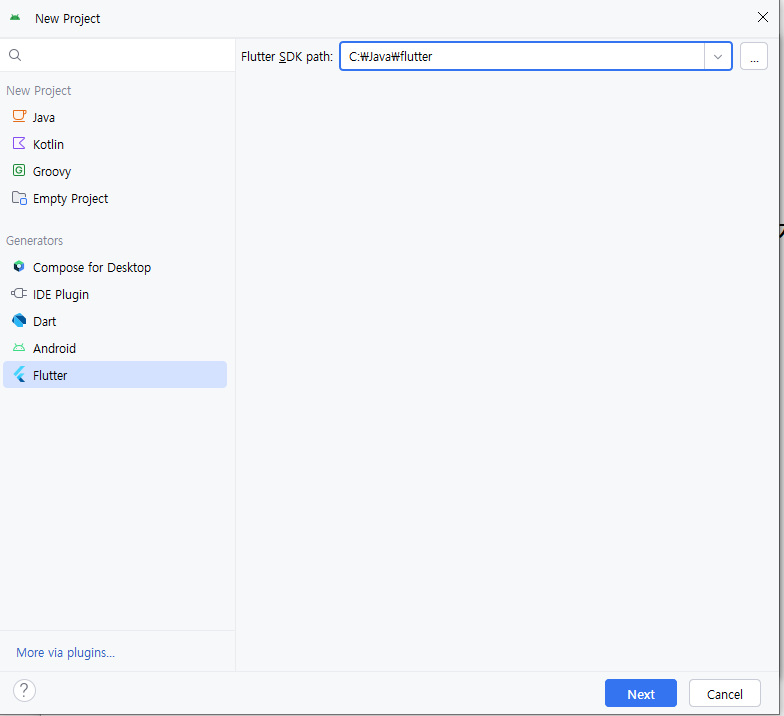 New Project
Flutter SDK path: C:₩Java₩flutter ...
New Project
Java
Kotlin
Groovy
Empty Project
Generators
Compose for Desktop
IDE Plugin
Dart
Android
Flutter
More via plugins...
?
Next Cancel